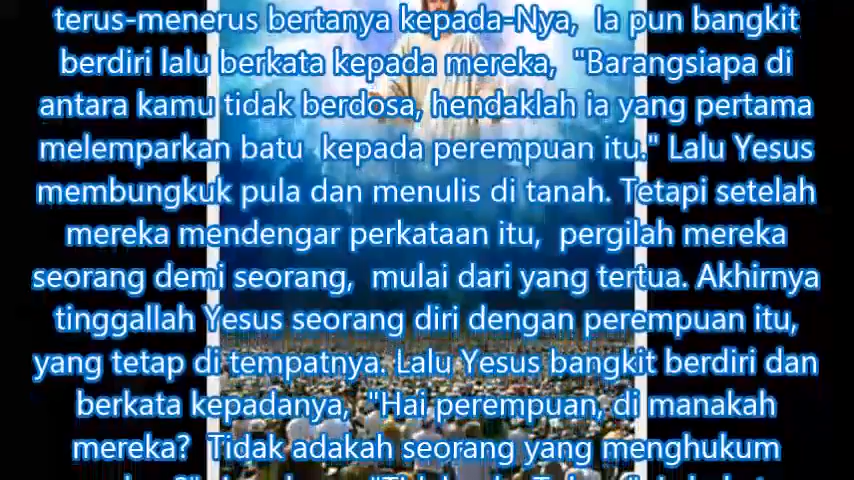 terus-menerus bertanya kepada-Nya, Ia pun bangkit
berdiri lalu berkata kepada mereka, "Barangsiapa di
antara kamu tidak berdosa, hendaklah ia yang pertama
melemparkan batu kepada perempuan itu." Lalu Yesus
membungkuk pula dan menulis di tanah. Tetapi setelah
mereka mendengar perkataan itu, pergilah mereka
seorang demi seorang, mulai dari yang tertua. Akhirnya
tinggallah Yesus seorang diri dengan perempuan itu,
yang tetap di tempatnya. Lalu Yesus bangkit berdiri dan
berkata kepadanya, "Hai perempuan, di manakah
mereka? Tidak adakah seorang yang menghukum